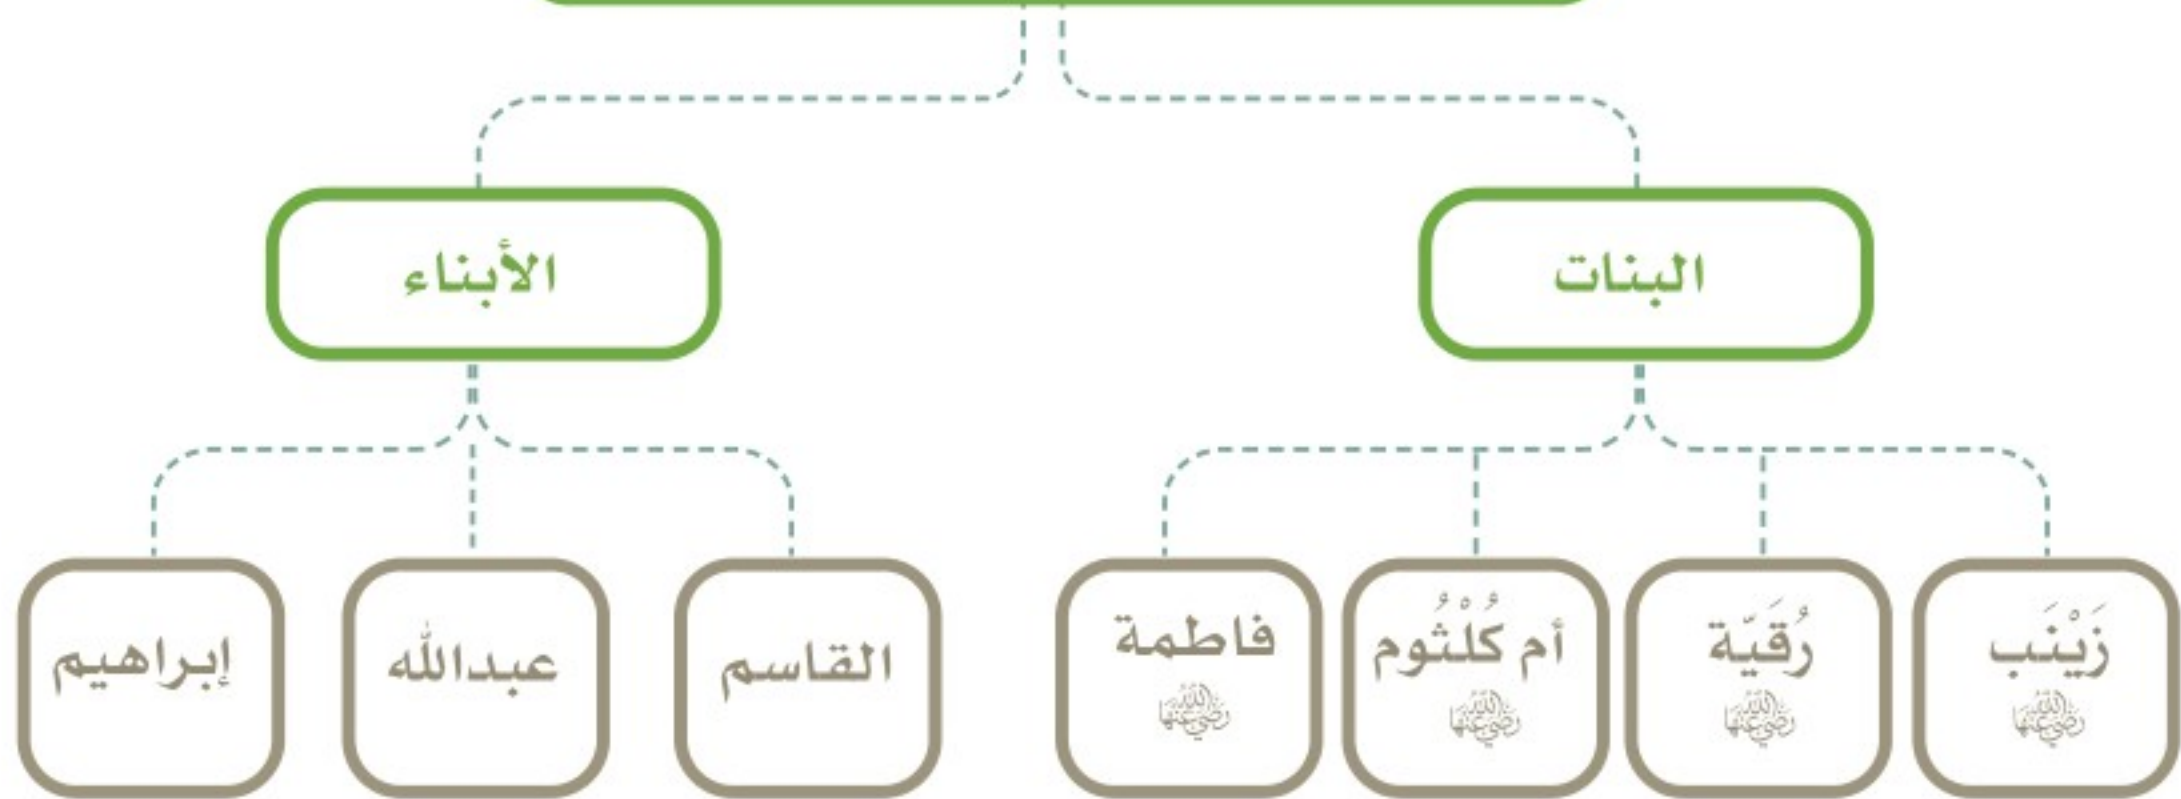 البنات
الأبناء
زَيْنَب
رضي الله عنها
رُقَيَّة
رضي الله عنها
أم كُلْثُوم
رضي الله عنها
فاطمة
رضي الله عنها
القاسم
عبدالله
إبراهيم